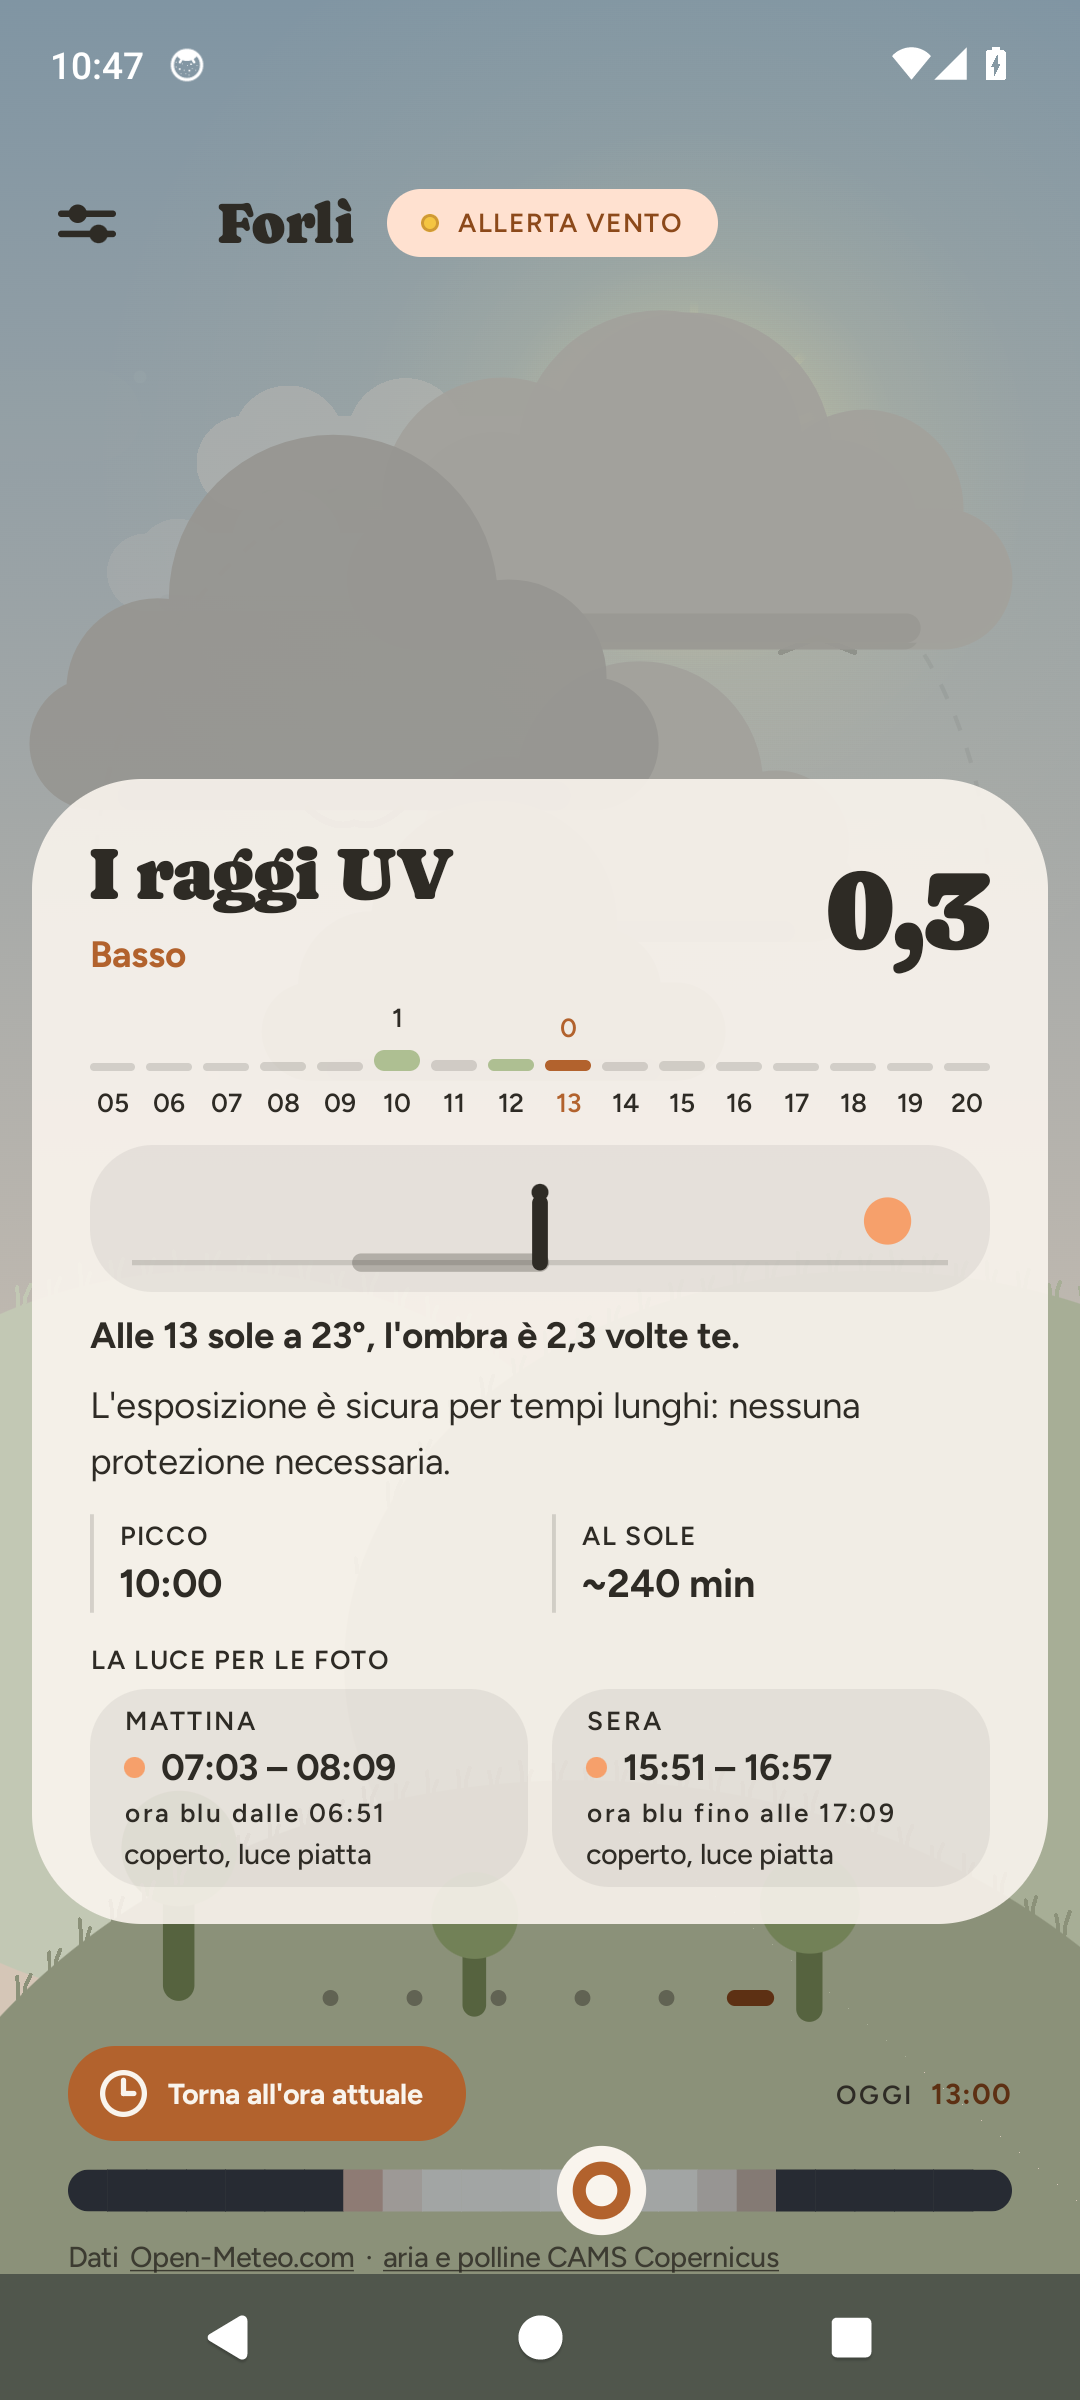 10:47
Forlì
ALLERTA VENTO
I raggi UV
0,3
Basso
1
0
05 06 07 08 09 10 11 12 13 14 15 16 17 18 19 20
Alle 13 sole a 23°, l'ombra è 2,3 volte te.
L'esposizione è sicura per tempi lunghi: nessuna
protezione necessaria.
PICCO
10:00
AL SOLE
~240 min
LA LUCE PER LE FOTO
MATTINA
07:03 – 08:09
ora blu dalle 06:51
coperto, luce piatta
SERA
15:51 – 16:57
ora blu fino alle 17:09
coperto, luce piatta
Torna all'ora attuale
OGGI 13:00
Dati Open-Meteo.com · aria e polline CAMS Copernicus